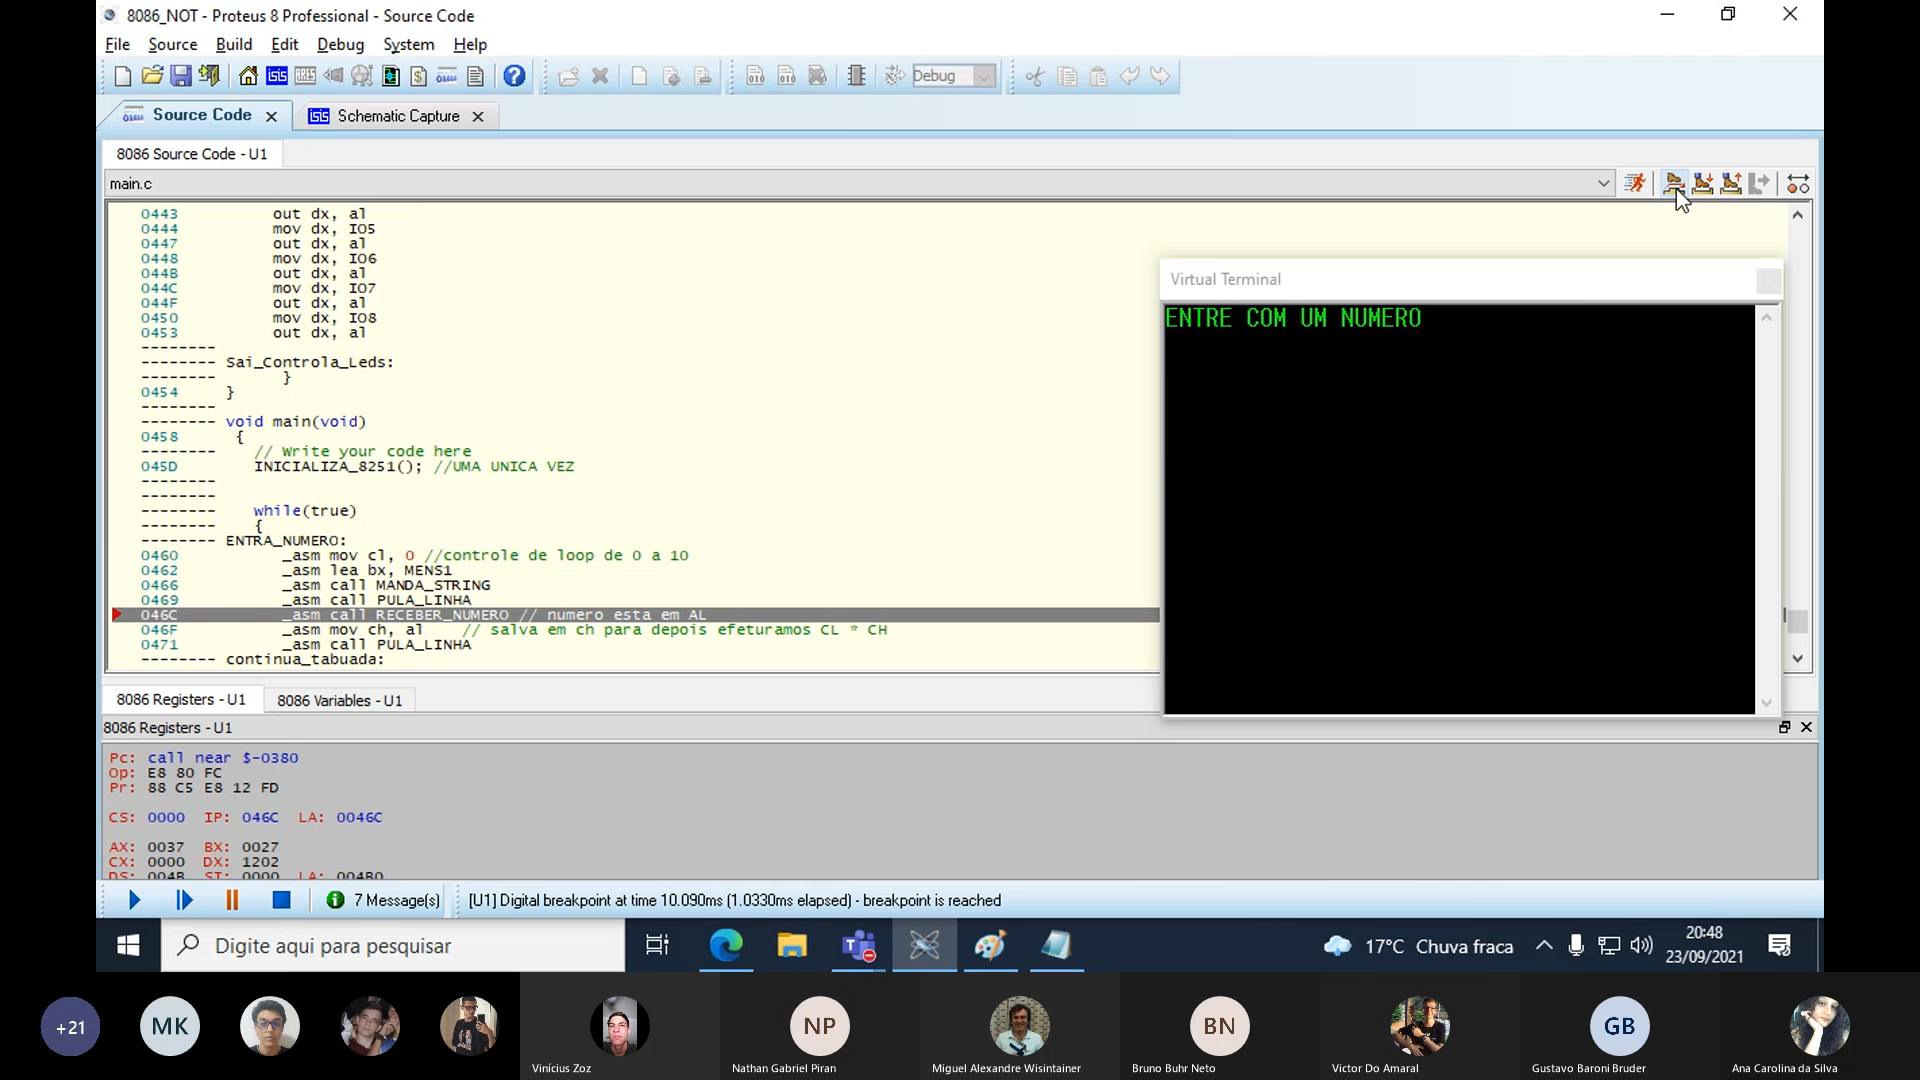 8086_NOT - Proteus 8 Professional - Source Code
File Source Build Edit Debug System Help
Debug
Source Code
Schematic Capture
8086 Source Code - U1
main.c
0443 out dx, al
0444 mov dx, IO5
0447 out dx, al
0448 mov dx, IO6
044B out dx, al
044C mov dx, IO7
044F out dx, al
0450 mov dx, IO8
0453 out dx, al
--------
-------- Sai_Controla_Leds:
-------- }
0454 }
--------
-------- void main(void)
0458 {
-------- // Write your code here
045D INICIALIZA_8251(); //UMA UNICA VEZ
--------
--------
-------- while(true)
-------- {
-------- ENTRA_NUMERO:
0460 _asm mov cl, 0 //controle de loop de 0 a 10
0462 _asm lea bx, MENS1
0466 _asm call MANDA_STRING
0469 _asm call PULA_LINHA
046C _asm call RECEBER_NUMERO // numero esta em AL
046F _asm mov ch, al // salva em ch para depois efeturamos CL * CH
0471 _asm call PULA_LINHA
-------- continua_tabuada:
Virtual Terminal
ENTRE COM UM NUMERO
8086 Registers - U1
8086 Variables - U1
8086 Registers - U1
Pc: call near $-0380
Op: E8 80 FC
Pr: 88 C5 E8 12 FD
CS: 0000 IP: 046C LA: 0046C
AX: 0037 BX: 0027
CX: 0000 DX: 1202
DS: 004B SI: 0000 LA: 004B0
7 Message(s)
[U1] Digital breakpoint at time 10.090ms (1.0330ms elapsed) - breakpoint is reached
Digite aqui para pesquisar
17°C Chuva fraca
20:48
23/09/2021
+21
MK
NP
BN
GB
Vinícius Zoz
Nathan Gabriel Piran
Miguel Alexandre Wisintainer
Bruno Buhr Neto
Victor Do Amaral
Gustavo Baroni Bruder
Ana Carolina da Silva